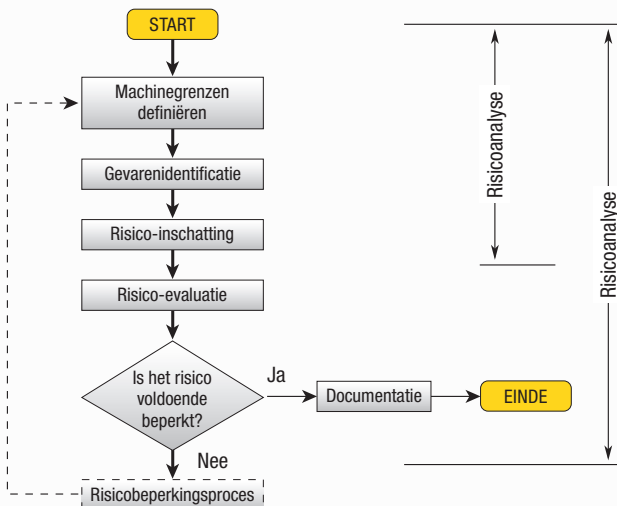 START
Machinegrenzen
definiëren
Gevarenidentificatie
Risico-inschatting
Risico-evaluatie
Is het risico
voldoende
beperkt?
Ja
Documentatie
EINDE
Nee
Risicobeperkingsproces
Risicoanalyse
Risicoanalyse